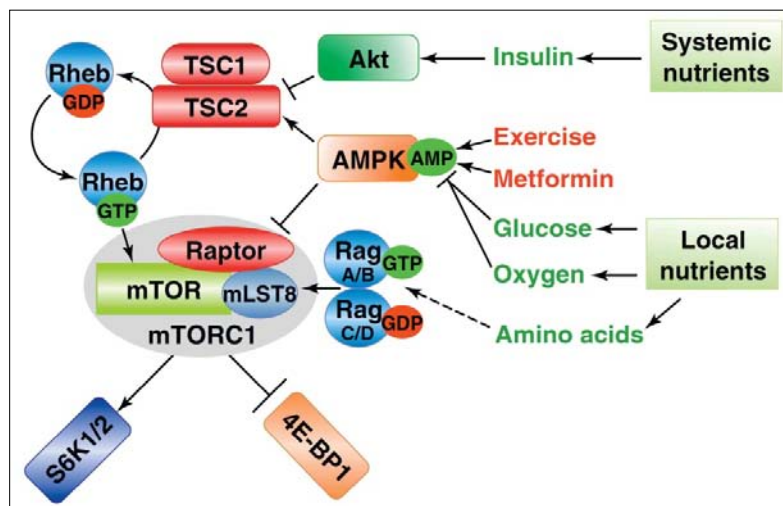 TSC1
TSC2
Akt
Insulin
Systemic
nutrients
Rheb
GDP
Rheb
GTP
AMPK
AMP
Exercise
Metformin
Glucose
Oxygen
Local
nutrients
Amino acids
Raptor
mTOR
mLST8
mTORC1
Rag
A/B
GTP
Rag
C/D
GDP
S6K1/2
4E-BP1